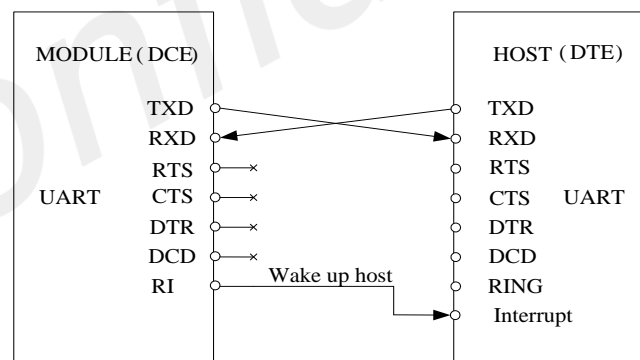 MODULE ( DCE)
HOST ( DTE)
TXD
RXD
RTS
CTS
DTR
DCD
RI
UART
TXD
RXD
RTS
CTS
DTR
DCD
RING
Interrupt
UART
Wake up host